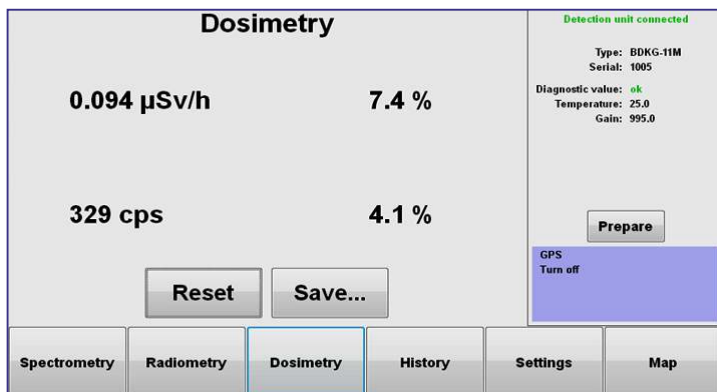 Dosimetry
0.094 µSv/h 7.4 %
329 cps 4.1 %
Reset Save...
Detection unit connected
Type: BDKG-11M
Serial: 1005
Diagnostic value: ok
Temperature: 25.0
Gain: 995.0
Prepare
GPS
Turn off
Spectrometry Radiometry Dosimetry History Settings Map